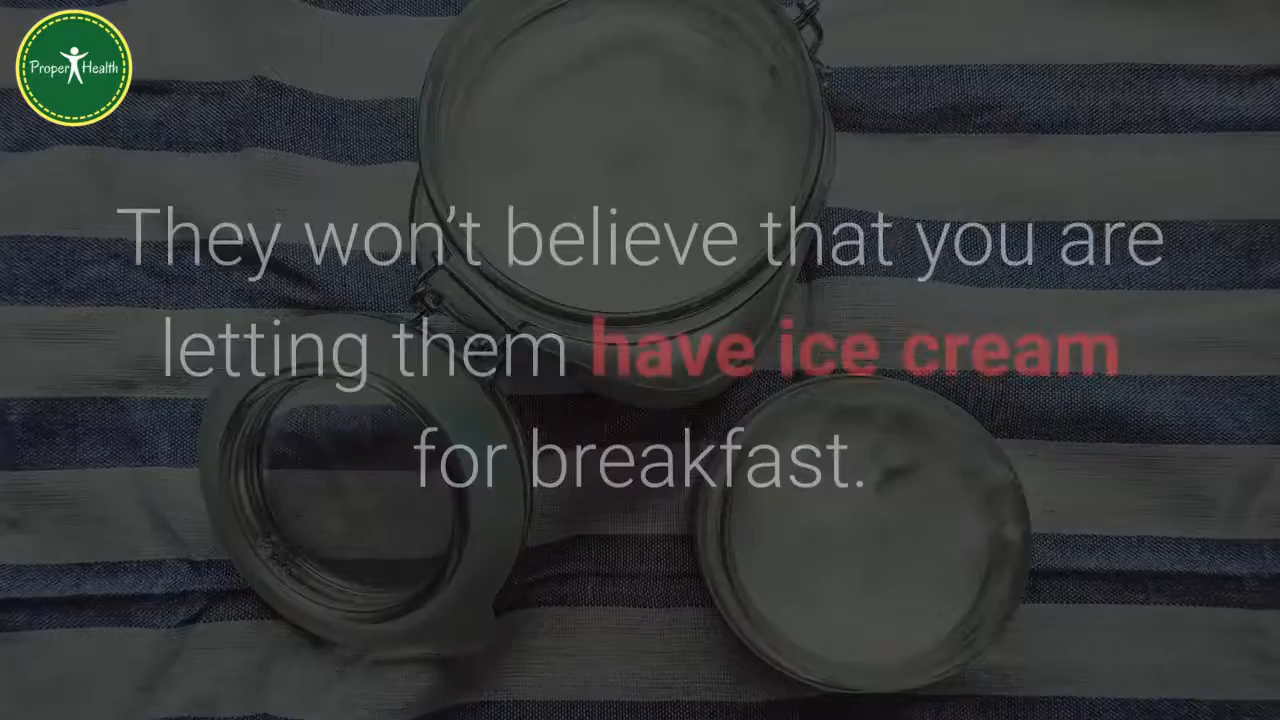 Proper Health
They won't believe that you are
letting them have ice cream
for breakfast.